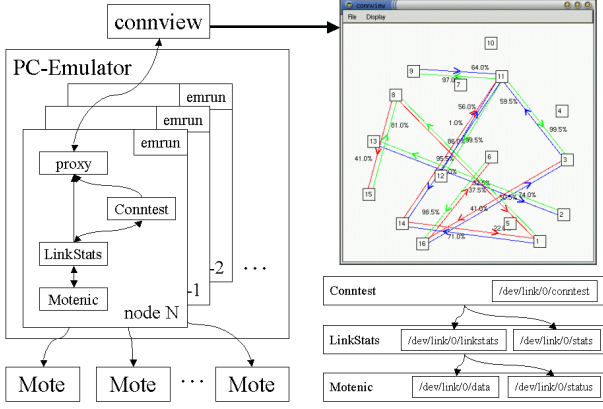 connview
PC-Emulator
emrun
emrun
emrun
proxy
Conntest
LinkStats
Motenic
-2
-1
node N
...
Mote
Mote
...
Mote
connview
File Display
10
64.0%
9
97.0%
11
7
8
56.0%
59.5%
4
1.0%
81.0%
99.5%
13
86.0%
99.5%
41.0%
95.5%
6
3
12
15
37.5%
74.0%
41.0%
2
14
98.5%
5
16
71.0%
1
Conntest
/dev/link/0/conntest
LinkStats
/dev/link/0/linkstats
/dev/link/0/stats
Motenic
/dev/link/0/data
/dev/link/0/status